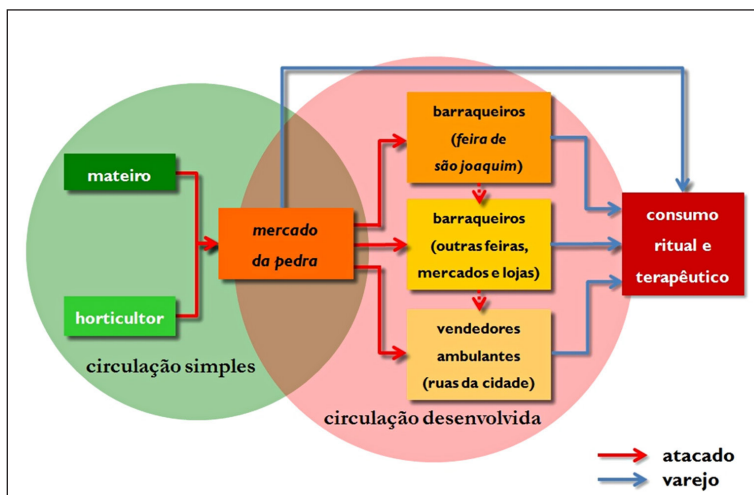 mateiro
horticultor
circulação simples
mercado
da pedra
barraqueiros
(feira de
são joaquim)
barraqueiros
(outras feiras,
mercados e lojas)
vendedores
ambulantes
(ruas da cidade)
circulação desenvolvida
consumo
ritual e
terapêutico
atacado
varejo